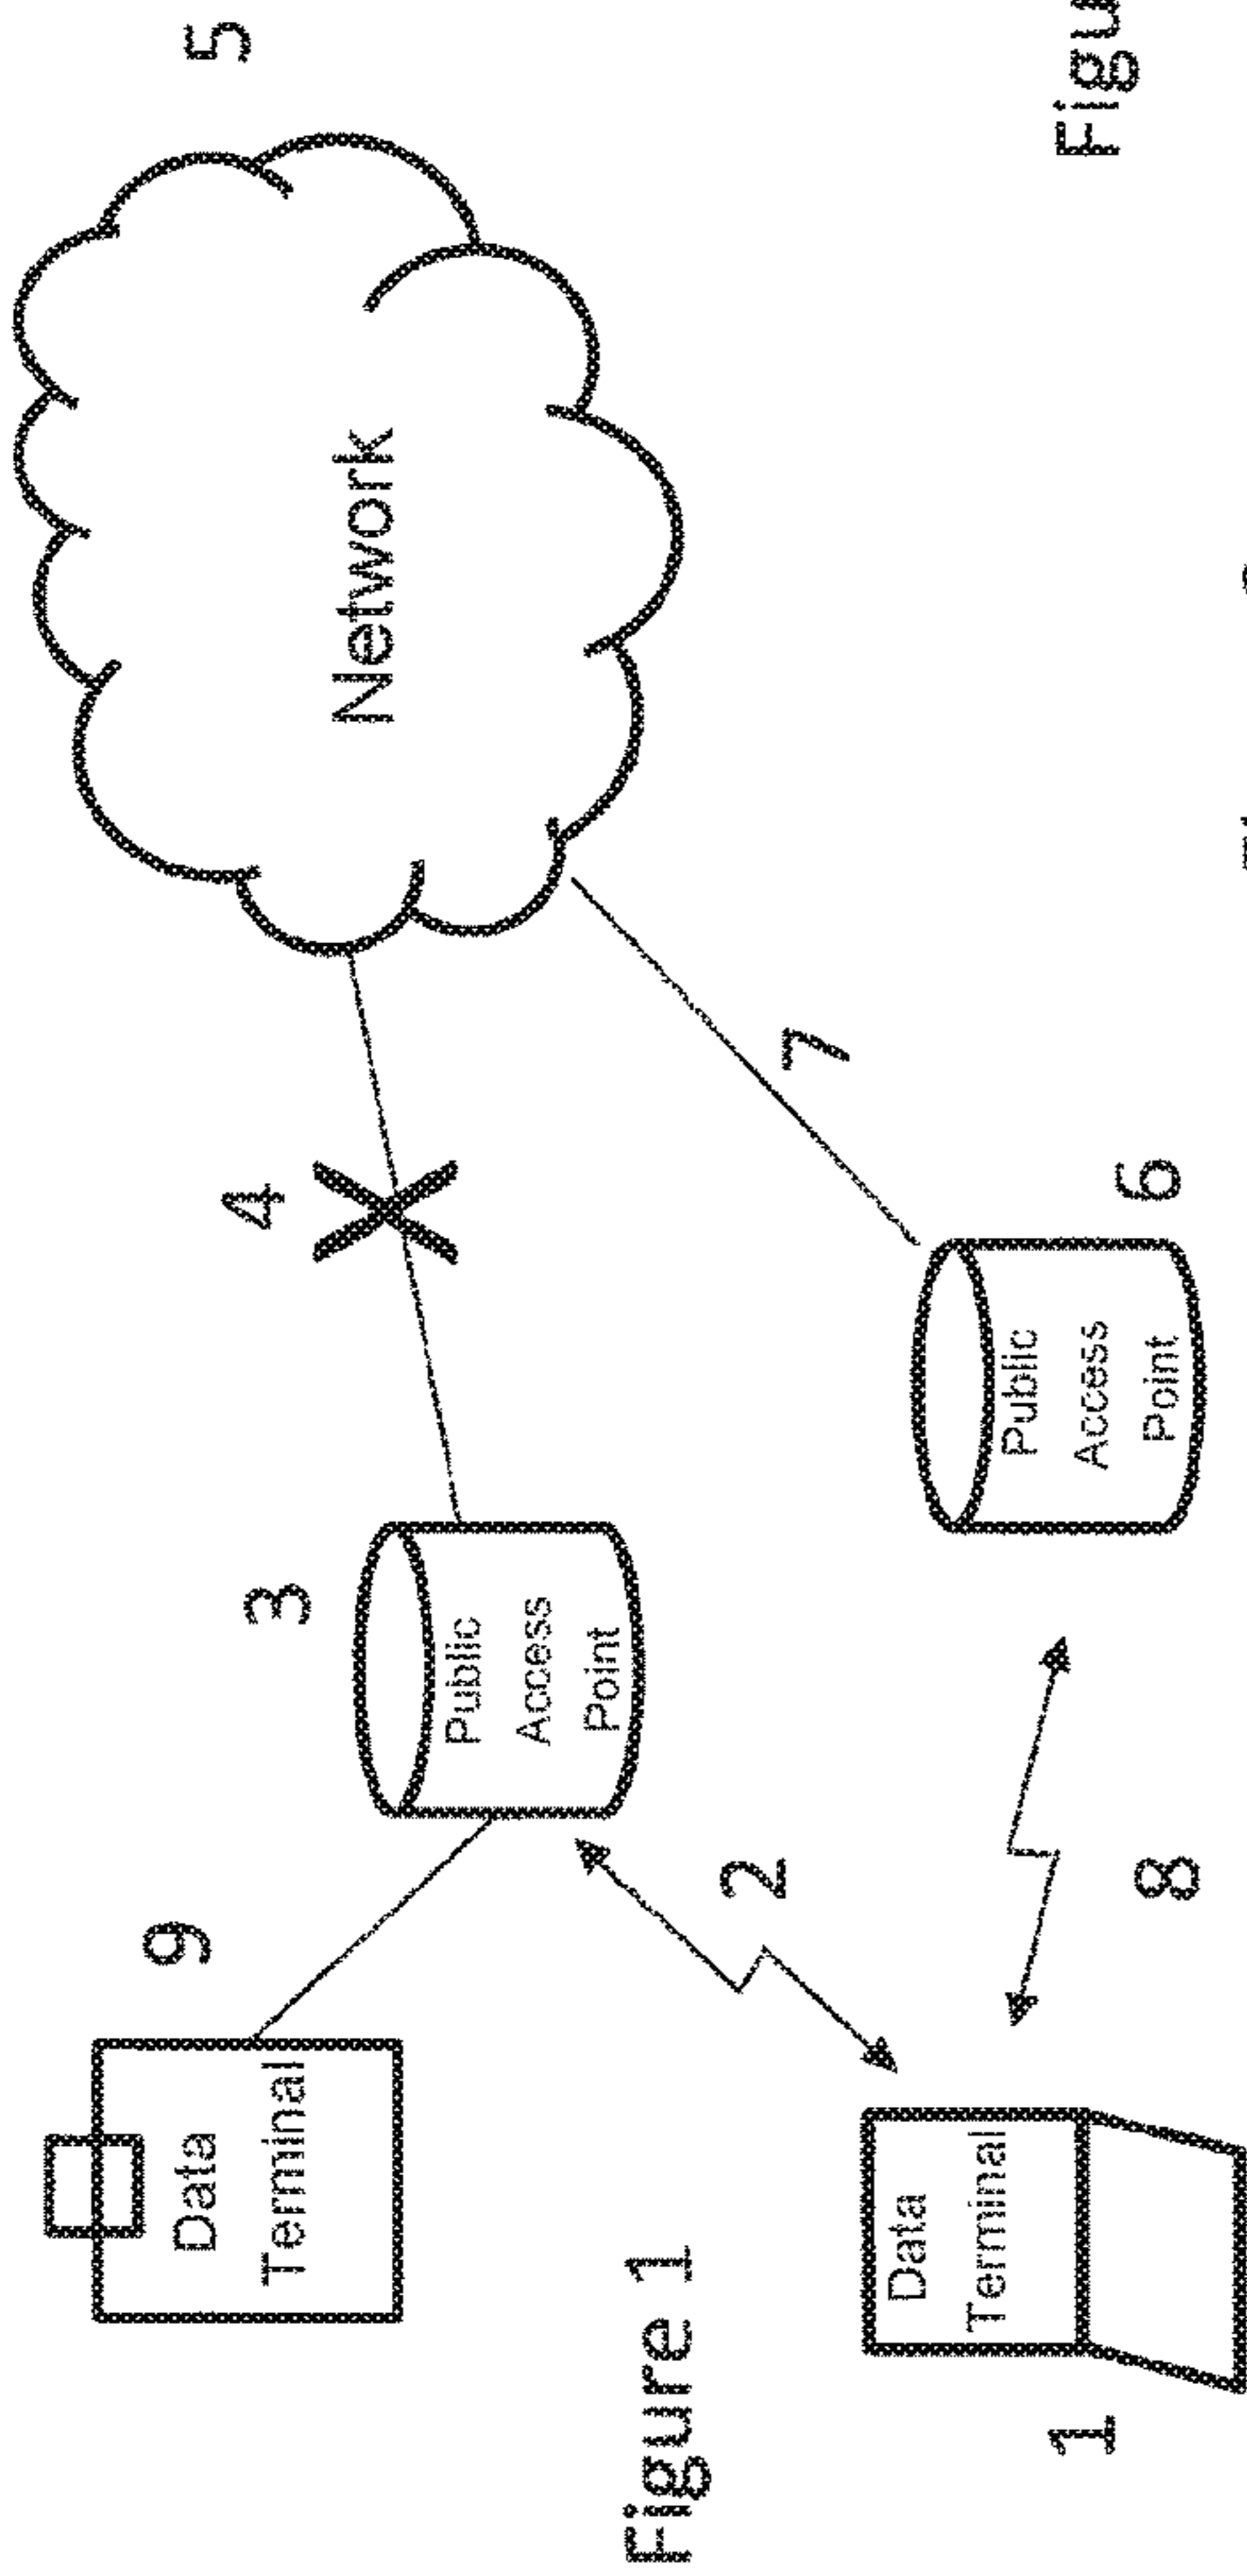 5
Network
4
7
3
Public
Access
Point
6
Public
Access
Point
9
Data
Terminal
2
8
Data
Terminal
1
Figure 1
Figu